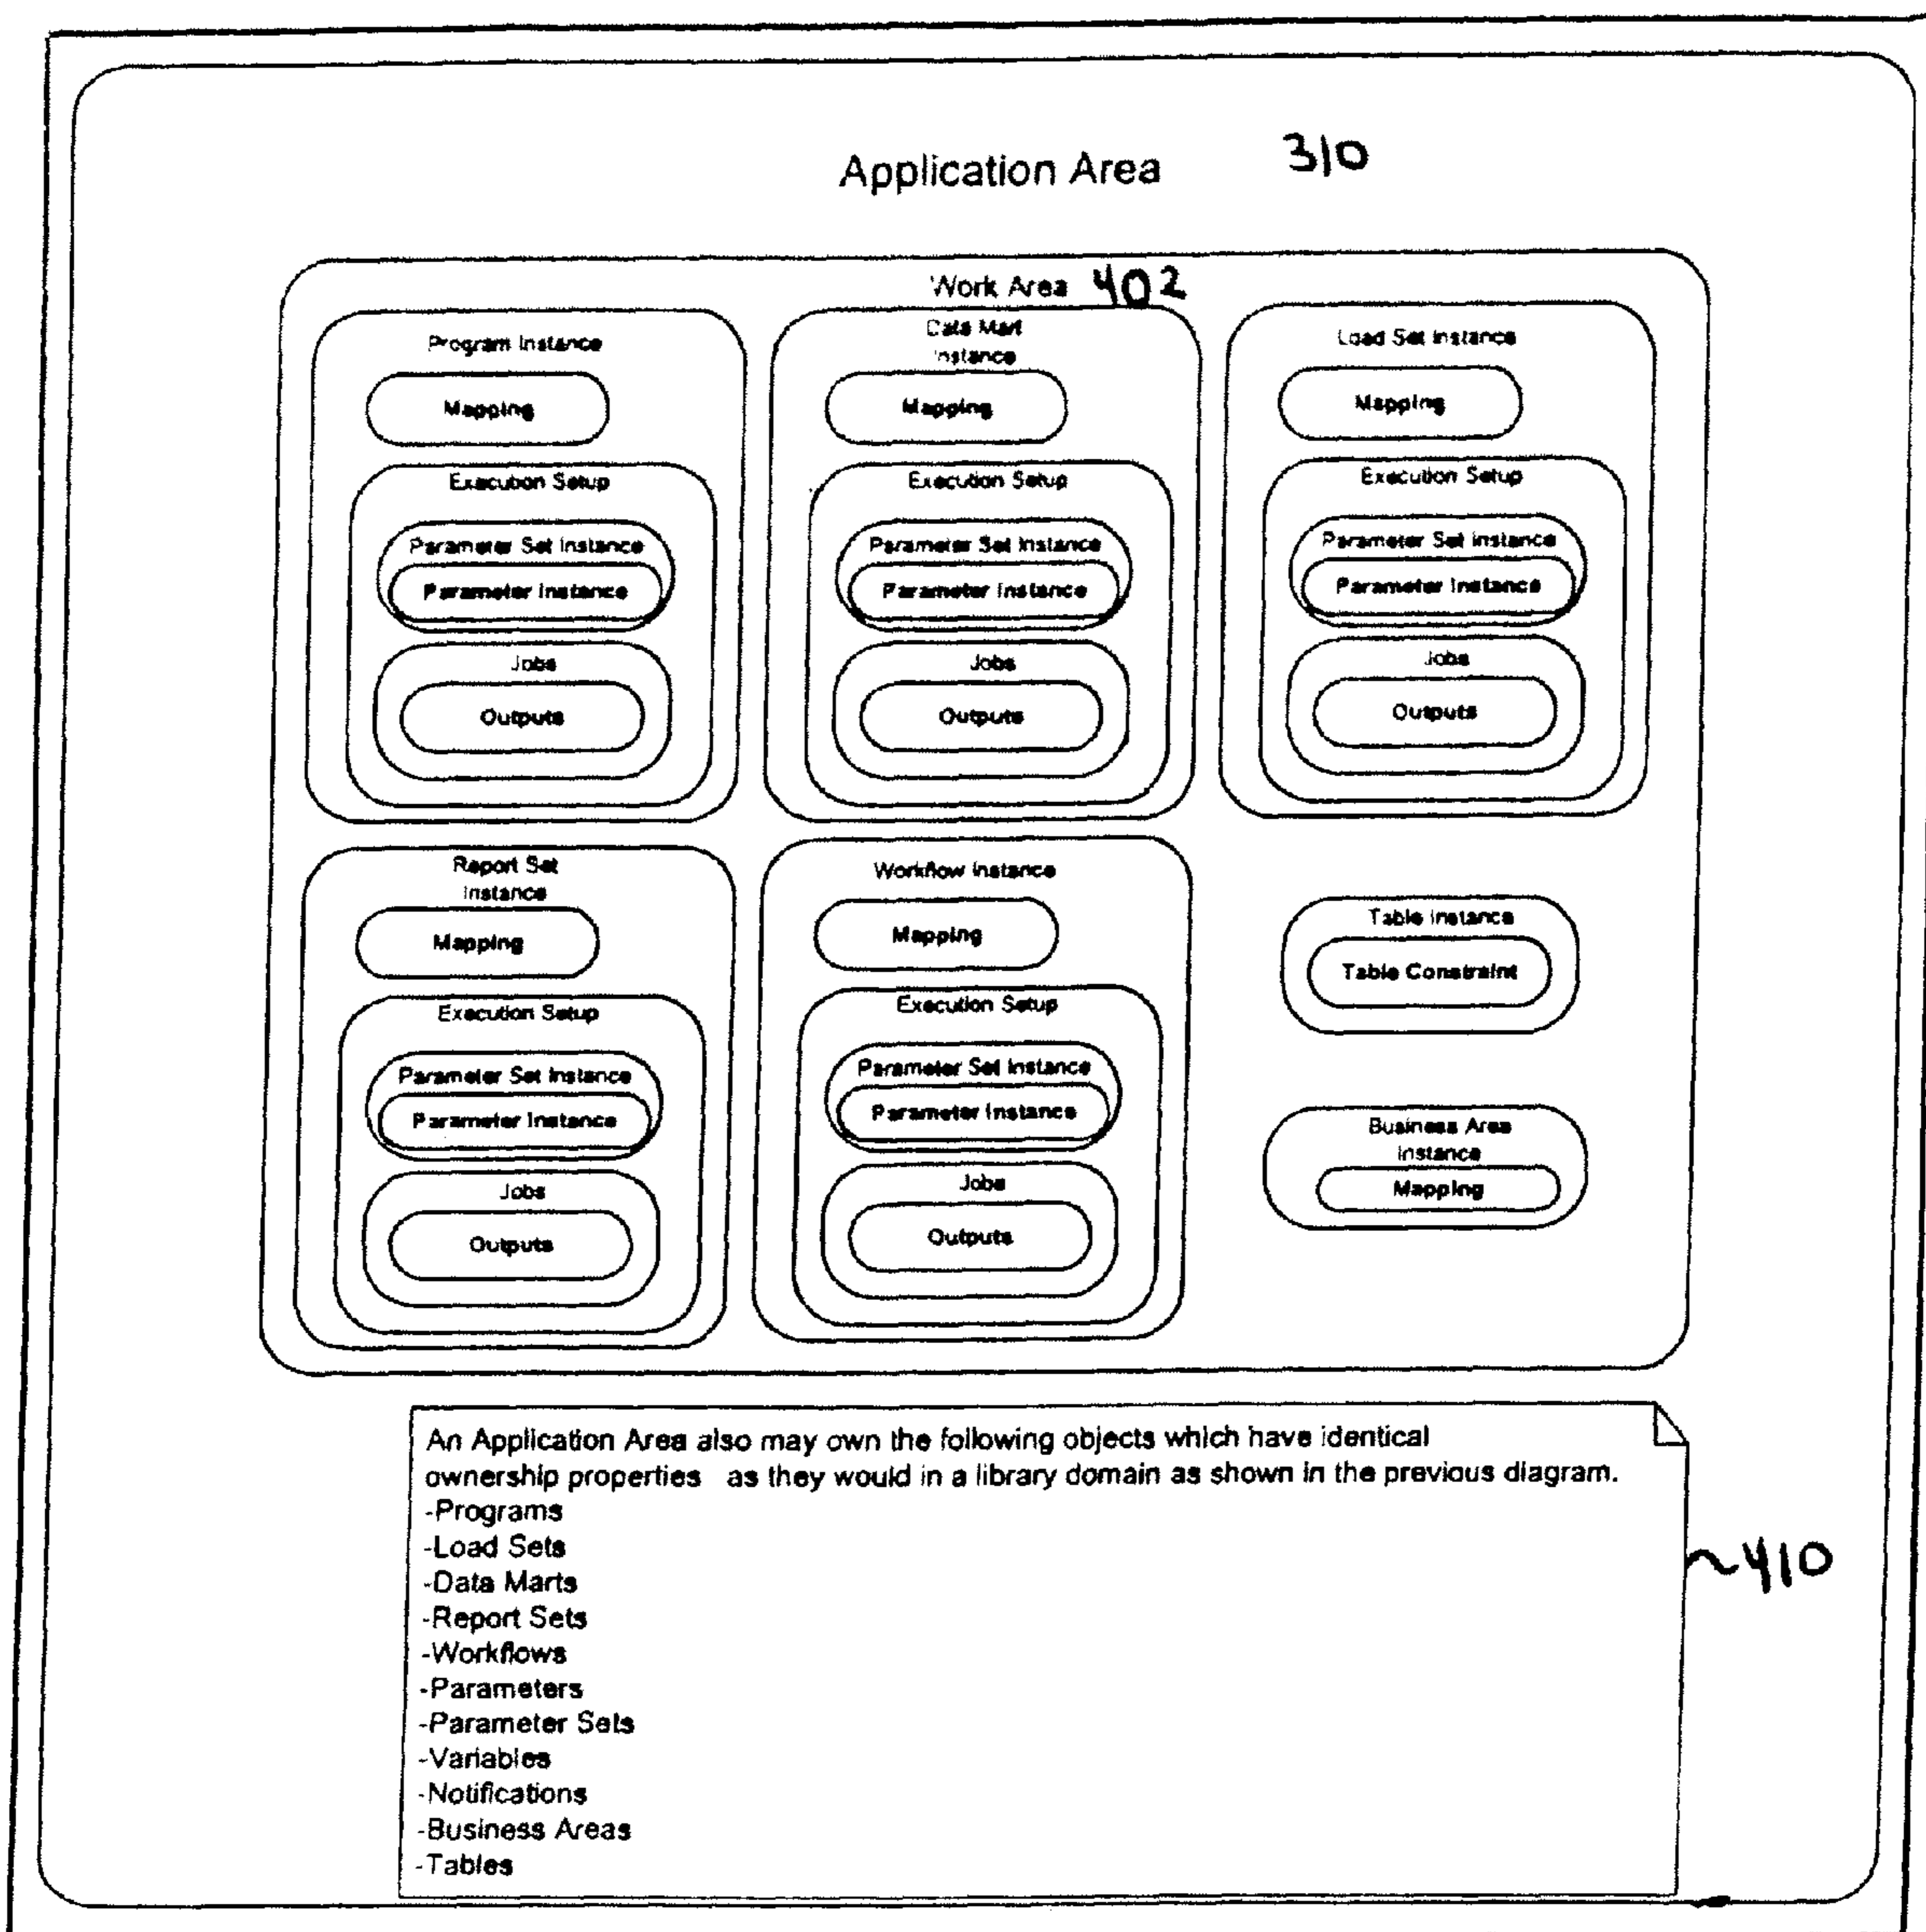 Application Area 310
Work Area 402
Program Instance
Mapping
Execution Setup
Parameter Set Instance
Parameter Instance
Jobs
Outputs
Data Mart
Instance
Mapping
Execution Setup
Parameter Set Instance
Parameter Instance
Jobs
Outputs
Load Set Instance
Mapping
Execution Setup
Parameter Set Instance
Parameter Instance
Jobs
Outputs
Report Set
Instance
Mapping
Execution Setup
Parameter Set Instance
Parameter Instance
Jobs
Outputs
Workflow Instance
Mapping
Execution Setup
Parameter Set Instance
Parameter Instance
Jobs
Outputs
Table Instance
Table Constraint
Business Area
Instance
Mapping
An Application Area also may own the following objects which have identical
ownership properties as they would in a library domain as shown in the previous diagram.
-Programs
-Load Sets
-Data Marts
-Report Sets
-Workflows
-Parameters
-Parameter Sets
-Variables
-Notifications
-Business Areas
-Tables
~410